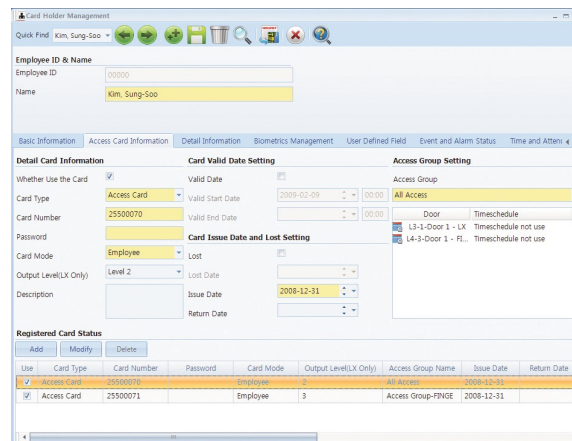 Card Holder Management
Quick Find Kim, Sung-Soo
Employee ID & Name
Employee ID 00000
Name Kim, Sung-Soo
Basic Information Access Card Information Detail Information Biometrics Management User Defined Field Event and Alarm Status Time and Attend
Detail Card Information Card Valid Date Setting Access Group Setting
Whether Use the Card Valid Date Access Group
Card Type Access Card Valid Start Date 2009-02-09 00:00 All Access
Card Number 25500070 Valid End Date 00:00 Door Timeschedule
Password L3-1-Door 1 - LX Timeschedule not use
Card Issue Date and Lost Setting L4-3-Door 1 - FI... Timeschedule not use
Card Mode Employee Lost
Output Level(LX Only) Level 2 Lost Date
Description Issue Date 2008-12-31
Return Date
Registered Card Status
Add Modify Delete
Use Card Type Card Number Password Card Mode Output Level(LX Only) Access Group Name Issue Date Return Date
Access Card 25500070 Employee 2 All Access 2008-12-31
Access Card 25500071 Employee 3 Access Group-FINGE 2008-12-31